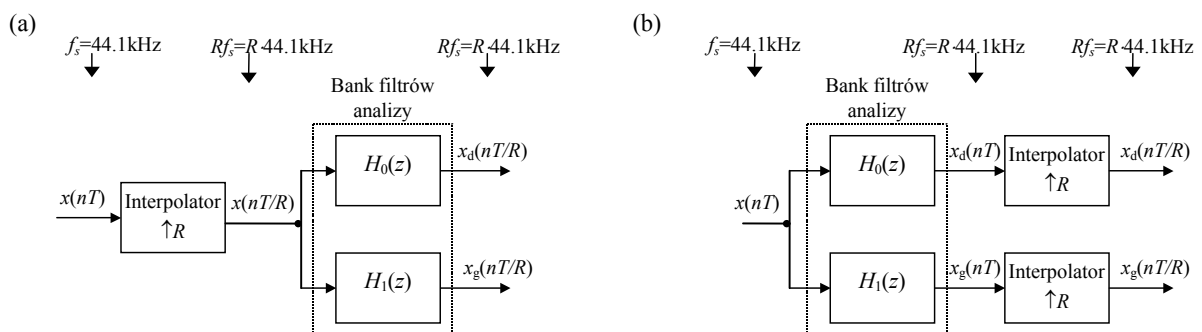 (a)
fs=44.1kHz Rfs=R·44.1kHz Rfs=R·44.1kHz
Bank filtrów
analizy
H0(z)
xd(nT/R)
x(nT)
Interpolator
↑R
x(nT/R)
H1(z)
xg(nT/R)
(b)
fs=44.1kHz Rfs=R·44.1kHz Rfs=R·44.1kHz
Bank filtrów
analizy
H0(z)
xd(nT)
Interpolator
↑R
xd(nT/R)
x(nT)
H1(z)
xg(nT)
Interpolator
↑R
xg(nT/R)